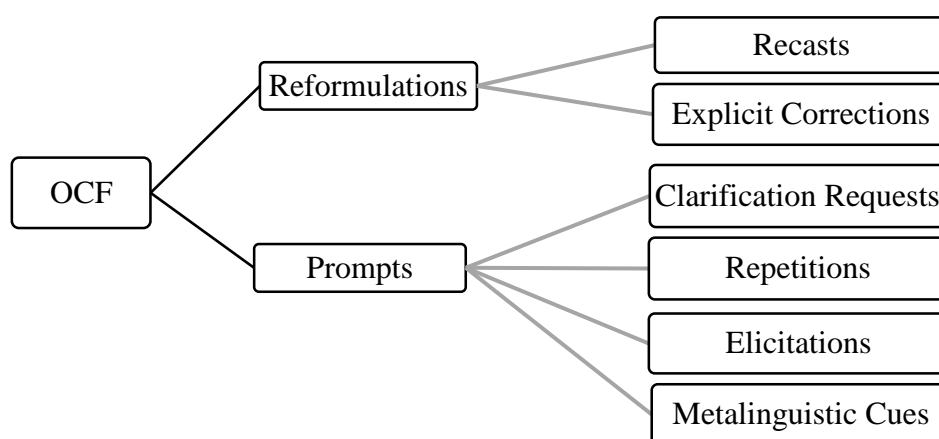 OCF
Reformulations
Recasts
Explicit Corrections
Prompts
Clarification Requests
Repetitions
Elicitations
Metalinguistic Cues